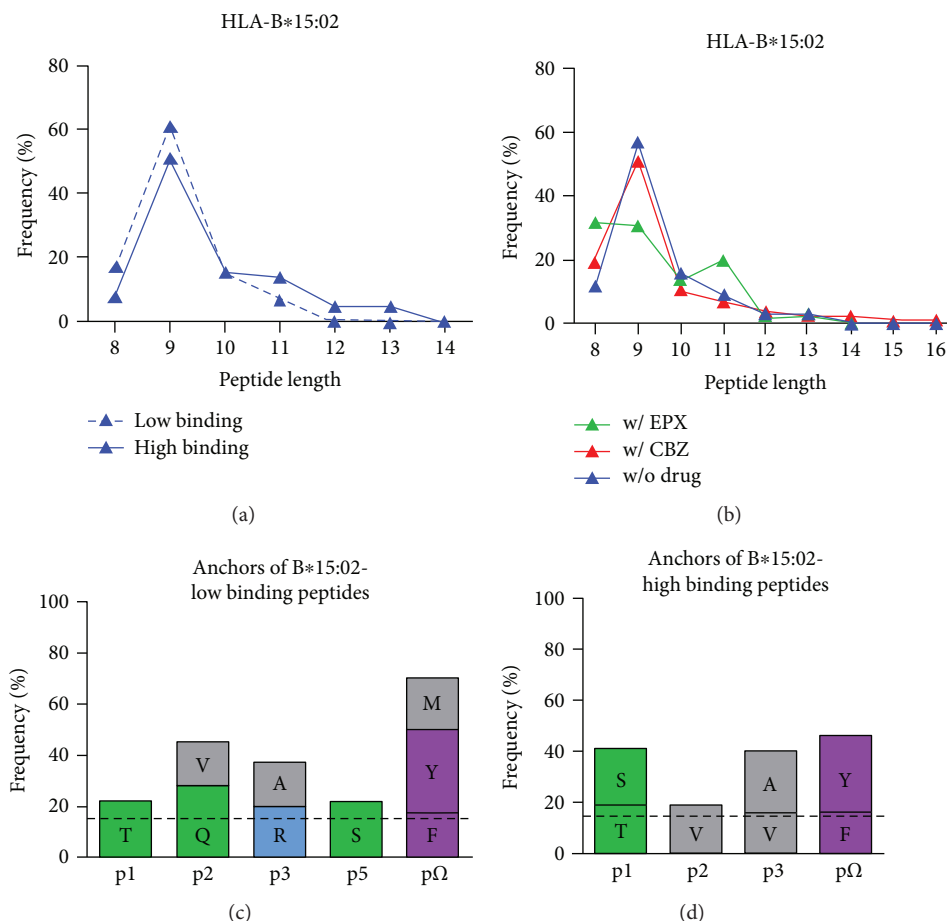 HLA-B∗15:02
80
60
40
20
0
Frequency (%)
8 9 10 11 12 13 14
Peptide length
Low binding
High binding
(a)
HLA-B∗15:02
80
60
40
20
0
Frequency (%)
8 9 10 11 12 13 14 15 16
Peptide length
w/ EPX
w/ CBZ
w/o drug
(b)
Anchors of B∗15:02-
low binding peptides
100
80
60
40
20
0
Frequency (%)
M
V
Y
A
T Q R S F
p1 p2 p3 p5 pΩ
(c)
Anchors of B∗15:02-
high binding peptides
100
80
60
40
20
0
Frequency (%)
S A Y
T V V F
p1 p2 p3 pΩ
(d)